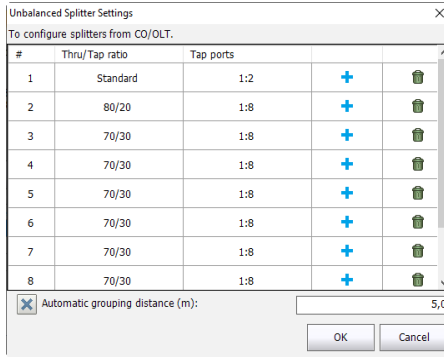 Unbalanced Splitter Settings
To configure splitters from CO/OLT.
# Thru/Tap ratio Tap ports
1 Standard 1:2
2 80/20 1:8
3 70/30 1:8
4 70/30 1:8
5 70/30 1:8
6 70/30 1:8
7 70/30 1:8
8 70/30 1:8
Automatic grouping distance (m): 5,0
OK Cancel